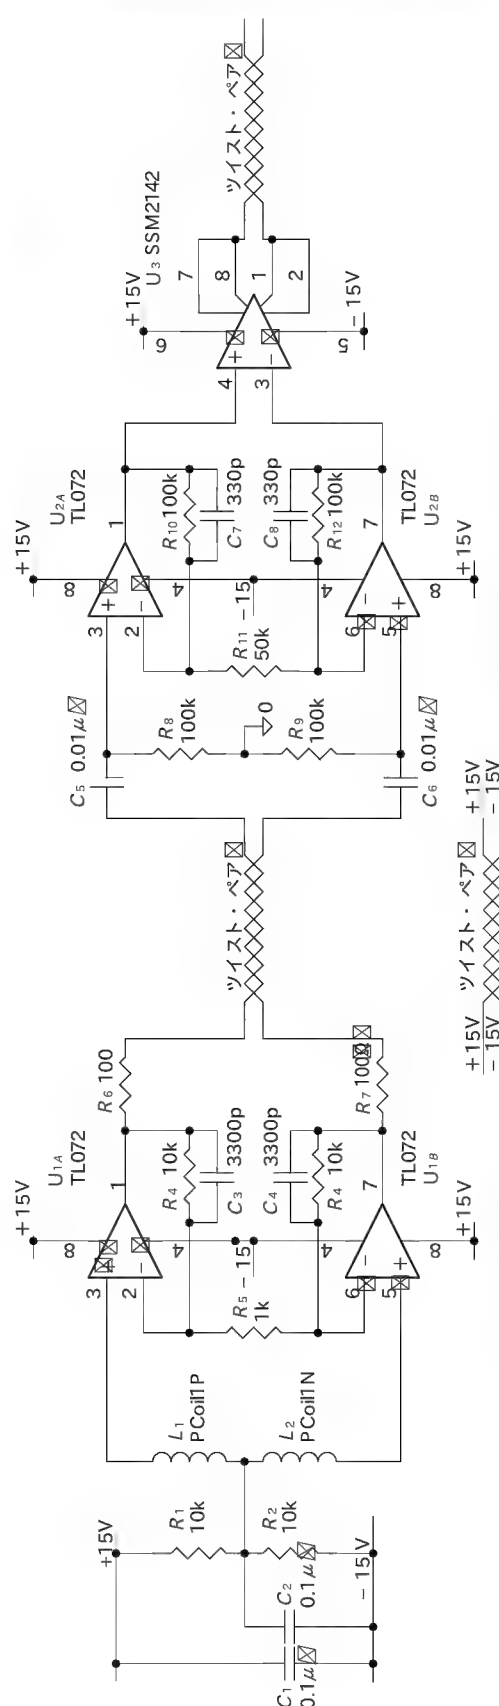 ツイスト・ペア
U3 SSM2142
+15V
6
7
8
1
2
5
-15V
4
3
+
-
U2A
TL072
+15V
8
1
3
+
2
-
4
R10 100k
C7 330p
C8 330p
R12 100k
-15
R11
50k
4
7
6
-
5
+
8
TL072
U2B
+15V
C5 0.01μ
R8
100k
0
R9
100k
C6 0.01μ
ツイスト・ペア
+15V
-15V
ツイスト・ペア
+15V
-15V
R6 100
R7 100Ω
U1A
TL072
+15V
8
1
3
+
2
-
4
R4 10k
C3 3300p
C4 3300p
R4 10k
-15
R5
1k
4
7
6
-
5
+
8
TL072
U1B
+15V
L1
PCoil1P
L2
PCoil1N
+15V
R1
10k
R2
10k
-15V
C2
0.1μ
C1
0.1μ